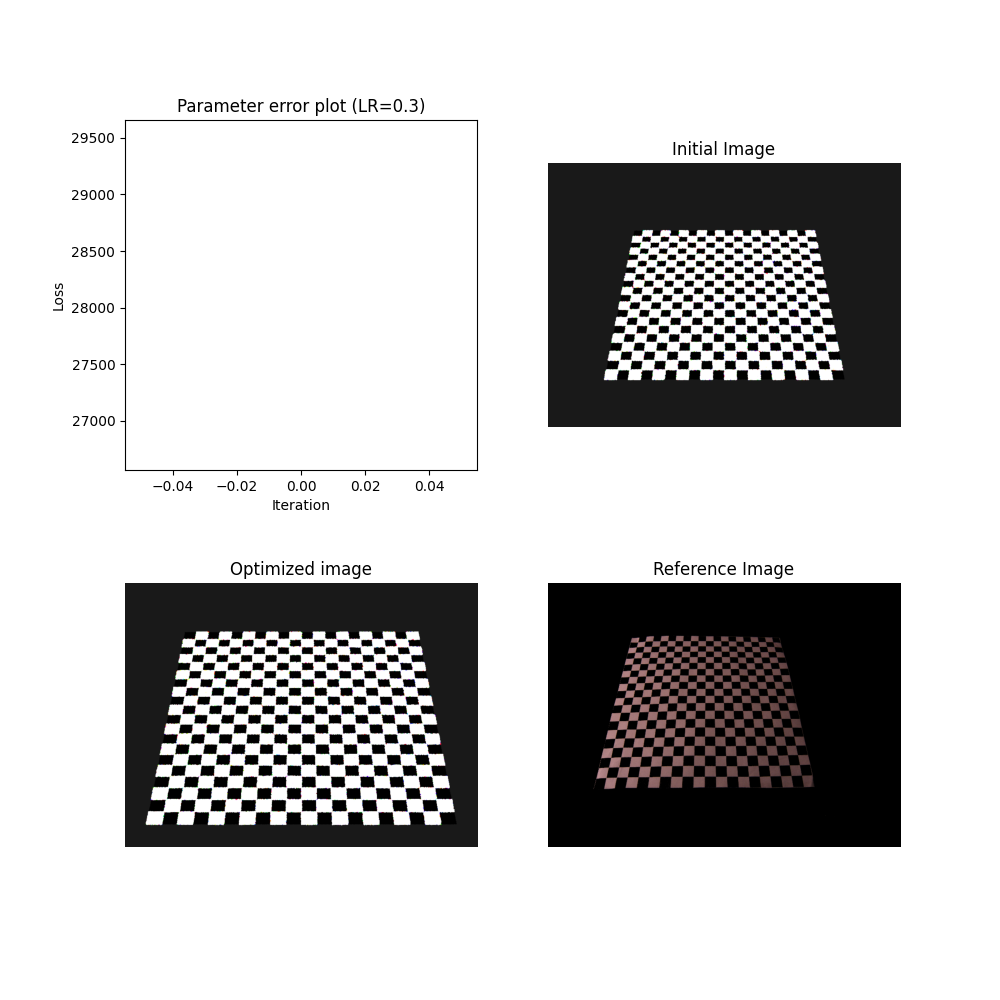 Parameter error plot (LR=0.3)
29500
29000
28500
28000
27500
27000
Loss
−0.04 −0.02 0.00 0.02 0.04
Iteration
Initial Image
Optimized image
Reference Image